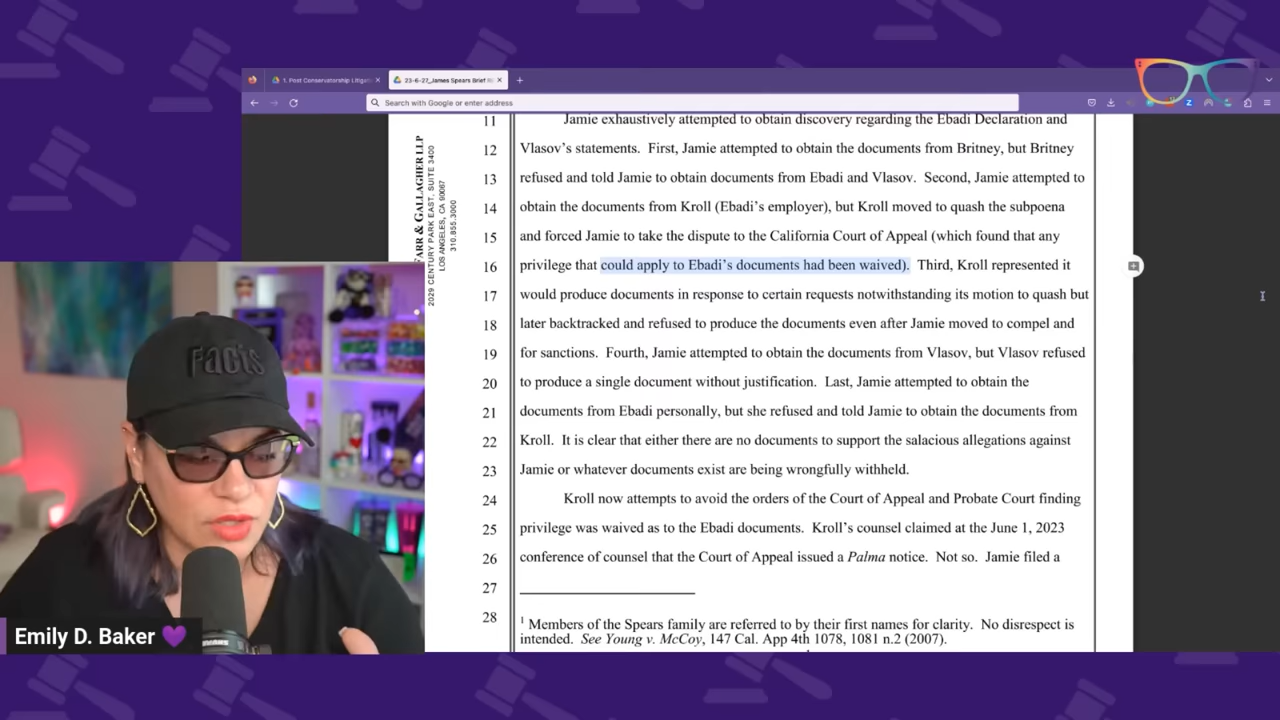 1. Post Conservatorship Litiga
23-6-27_James Spears Brief R
Search with Google or enter address
11 Jamie exhaustively attempted to obtain discovery regarding the Ebadi Declaration and
12 Vlasov's statements. First, Jamie attempted to obtain the documents from Britney, but Britney
13 refused and told Jamie to obtain documents from Ebadi and Vlasov. Second, Jamie attempted to
14 obtain the documents from Kroll (Ebadi's employer), but Kroll moved to quash the subpoena
15 and forced Jamie to take the dispute to the California Court of Appeal (which found that any
16 privilege that could apply to Ebadi's documents had been waived). Third, Kroll represented it
17 would produce documents in response to certain requests notwithstanding its motion to quash but
18 later backtracked and refused to produce the documents even after Jamie moved to compel and
19 for sanctions. Fourth, Jamie attempted to obtain the documents from Vlasov, but Vlasov refused
20 to produce a single document without justification. Last, Jamie attempted to obtain the
21 documents from Ebadi personally, but she refused and told Jamie to obtain the documents from
22 Kroll. It is clear that either there are no documents to support the salacious allegations against
23 Jamie or whatever documents exist are being wrongfully withheld.
24 Kroll now attempts to avoid the orders of the Court of Appeal and Probate Court finding
25 privilege was waived as to the Ebadi documents. Kroll's counsel claimed at the June 1, 2023
26 conference of counsel that the Court of Appeal issued a Palma notice. Not so. Jamie filed a
27
28 1 Members of the Spears family are referred to by their first names for clarity. No disrespect is
intended. See Young v. McCoy, 147 Cal. App 4th 1078, 1081 n.2 (2007).
ARR & GALLAGHER LLP
2029 CENTURY PARK EAST, SUITE 3400
LOS ANGELES, CA 90067
310.855.3000
Facts
Emily D. Baker 💜